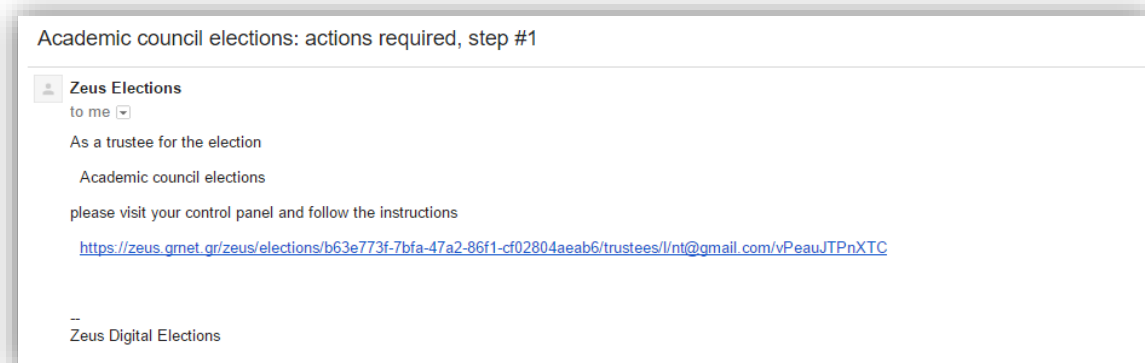 Academic council elections: actions required, step #1
Zeus Elections
to me
As a trustee for the election
Academic council elections
please visit your control panel and follow the instructions
https://zeus.grnet.gr/zeus/elections/b63e773f-7bfa-47a2-86f1-cf02804aeab6/trustees/l/nt@gmail.com/vPeauJTPnXTC
--
Zeus Digital Elections